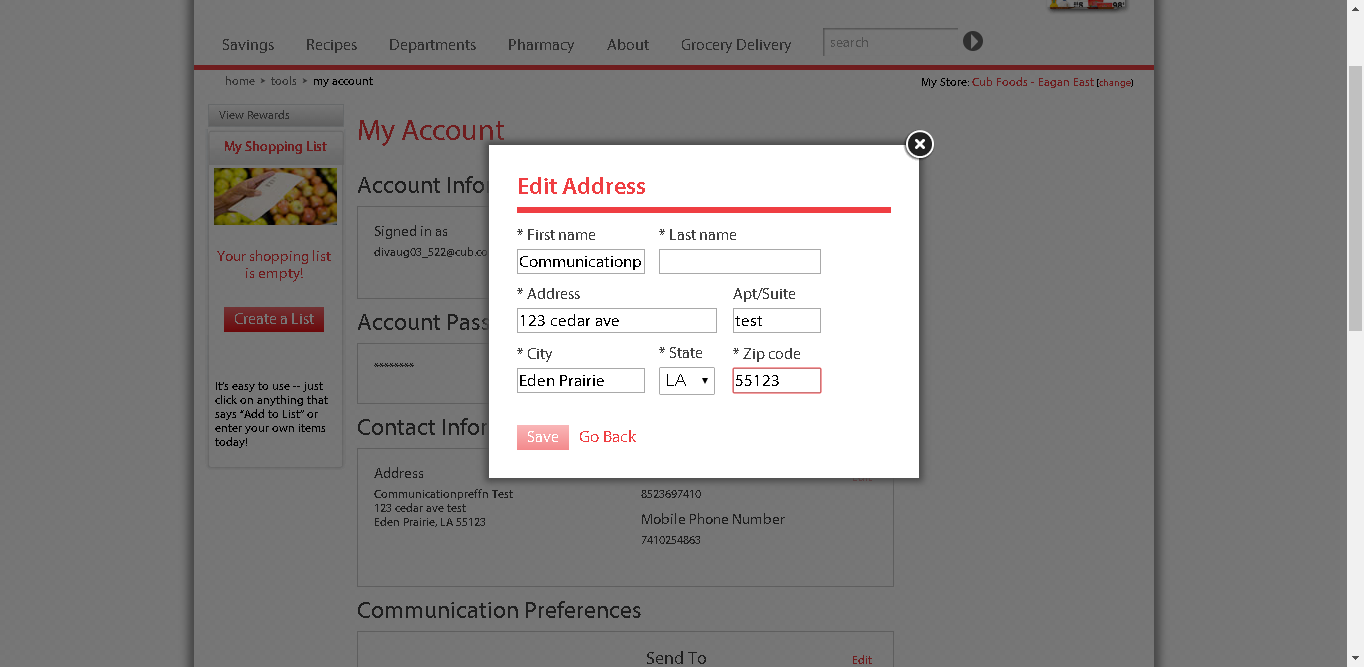 Savings Recipes Departments Pharmacy About Grocery Delivery search
home ▸ tools ▸ my account
My Store: Cub Foods - Eagan East [change]
View Rewards
My Shopping List
Your shopping list
is empty!
Create a List
It's easy to use -- just
click on anything that
says "Add to List" or
enter your own items
today!
My Account
Account Infor
Signed in as
divaug03_522@cub.co
Account Pass
********
Contact Infor
Address
Communicationpreffn Test
123 cedar ave test
Eden Prairie, LA 55123
8523697410
Mobile Phone Number
7410254863
Communication Preferences
Send To
Edit
Edit Address
* First name * Last name
Communicationp
* Address Apt/Suite
123 cedar ave test
* City * State * Zip code
Eden Prairie LA 55123
Save Go Back